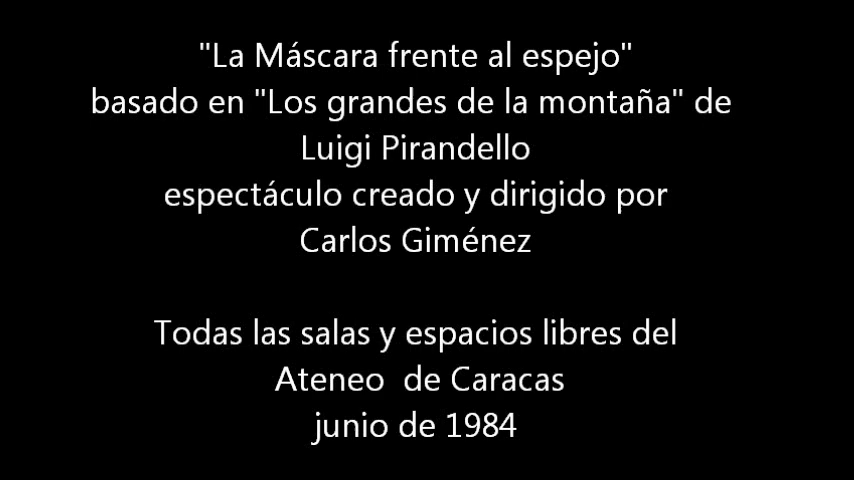 "La Máscara frente al espejo"
basado en "Los grandes de la montaña" de
Luigi Pirandello
espectáculo creado y dirigido por
Carlos Giménez
Todas las salas y espacios libres del
Ateneo  de Caracas
junio de 1984